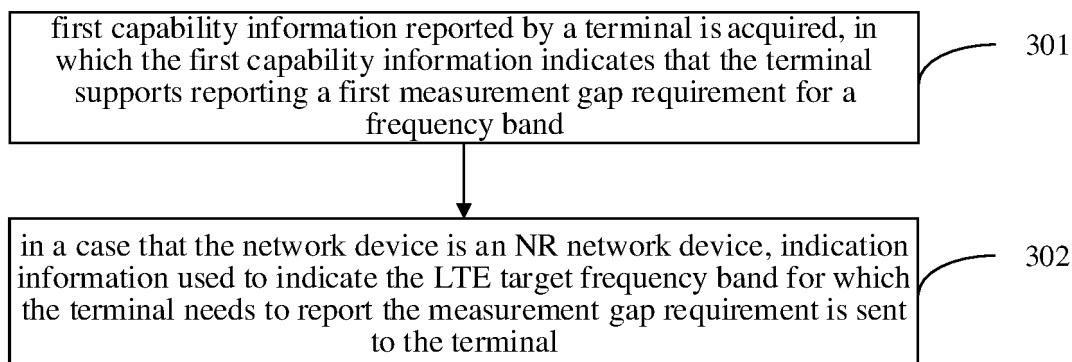 first capability information reported by a terminal is acquired, in
which the first capability information indicates that the terminal
supports reporting a first measurement gap requirement for a
frequency band
301
in a case that the network device is an NR network device, indication
information used to indicate the LTE target frequency band for which
the terminal needs to report the measurement gap requirement is sent
to the terminal
302